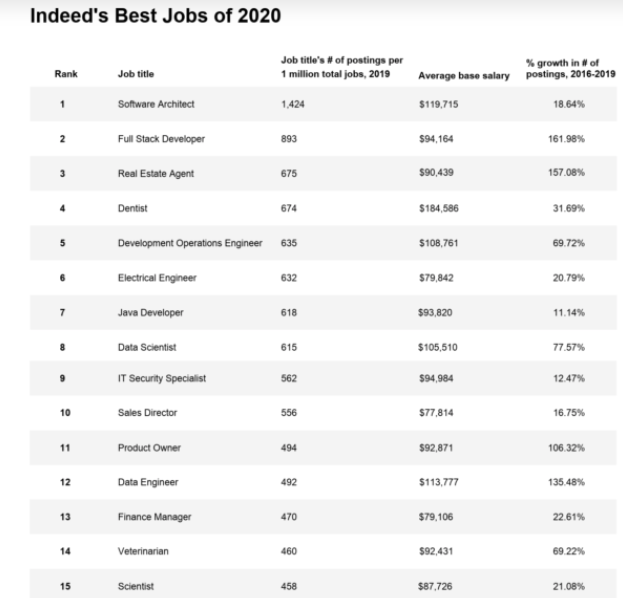 Indeed's Best Jobs of 2020
Rank Job title Job title's # of postings per 1 million total jobs, 2019 Average base salary % growth in # of postings, 2016-2019
1 Software Architect 1,424 $119,715 18.64%
2 Full Stack Developer 893 $94,164 161.98%
3 Real Estate Agent 675 $90,439 157.08%
4 Dentist 674 $184,586 31.69%
5 Development Operations Engineer 635 $108,761 69.72%
6 Electrical Engineer 632 $79,842 20.79%
7 Java Developer 618 $93,820 11.14%
8 Data Scientist 615 $105,510 77.57%
9 IT Security Specialist 562 $94,984 12.47%
10 Sales Director 556 $77,814 16.75%
11 Product Owner 494 $92,871 106.32%
12 Data Engineer 492 $113,777 135.48%
13 Finance Manager 470 $79,106 22.61%
14 Veterinarian 460 $92,431 69.22%
15 Scientist 458 $87,726 21.08%